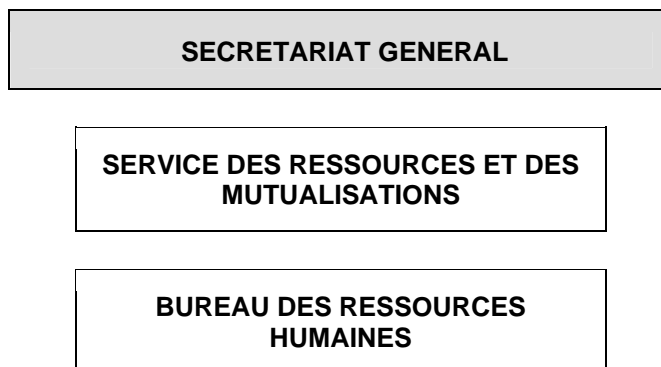 SECRETARIAT GENERAL
SERVICE DES RESSOURCES ET DES
MUTUALISATIONS
BUREAU DES RESSOURCES
HUMAINES